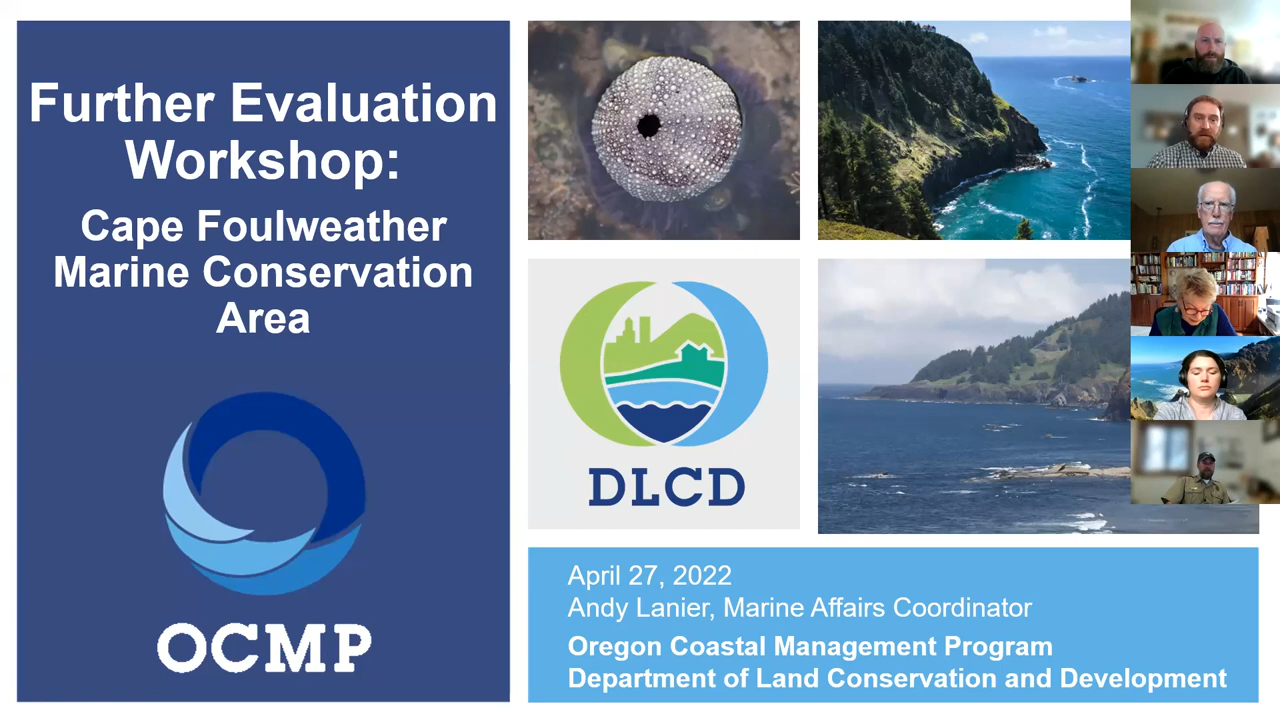 Further Evaluation
Workshop:
Cape Foulweather
Marine Conservation
Area
OCMP
DLCD
April 27, 2022
Andy Lanier, Marine Affairs Coordinator
Oregon Coastal Management Program
Department of Land Conservation and Development